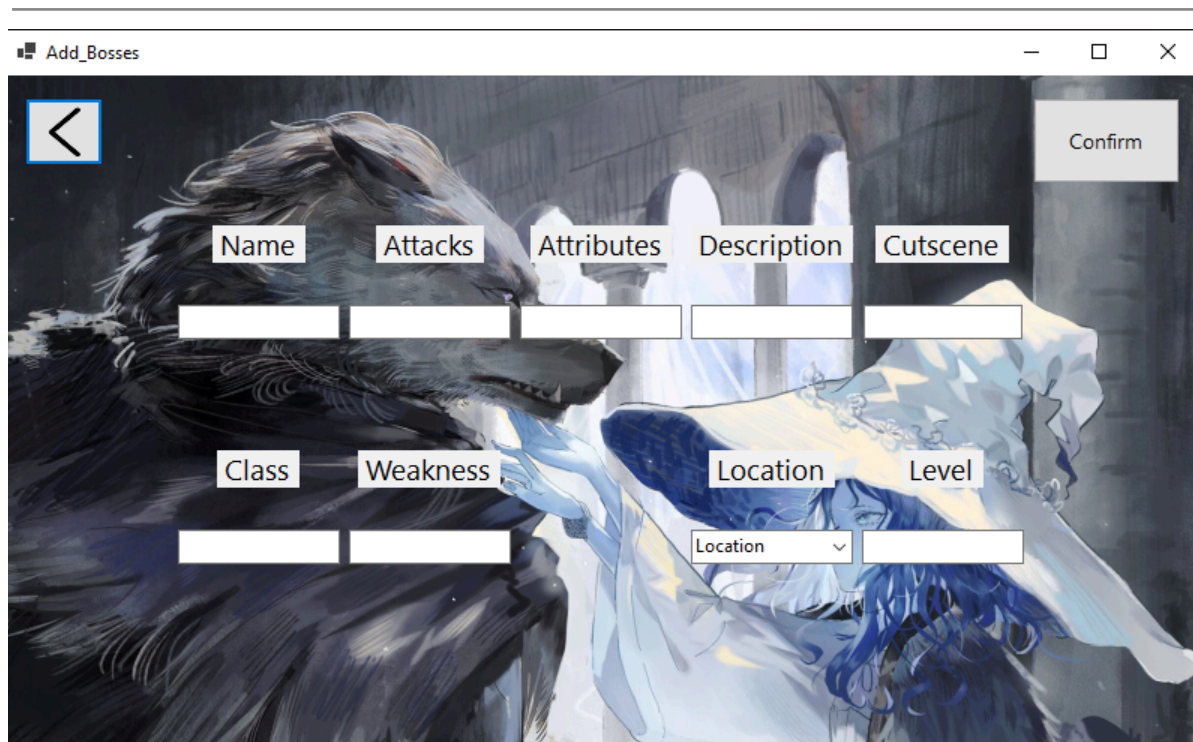 Add_Bosses
Confirm
Name Attacks Attributes Description Cutscene
Class Weakness Location Level
Location